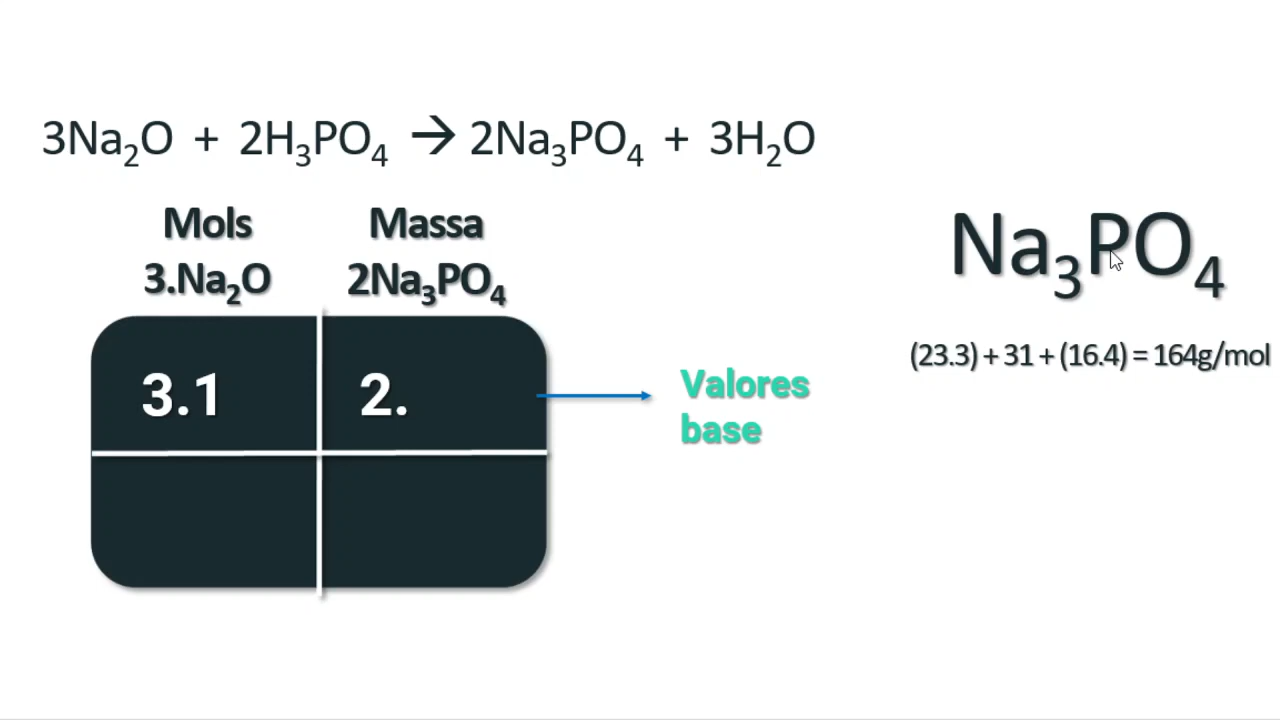 3Na₂O + 2H₃PO₄ → 2Na₃PO₄ + 3H₂O
Mols Massa
3.Na₂O 2Na₃PO₄
3.1 2.
Valores
base
Na₃PO₄
(23.3) + 31 + (16.4) = 164g/mol